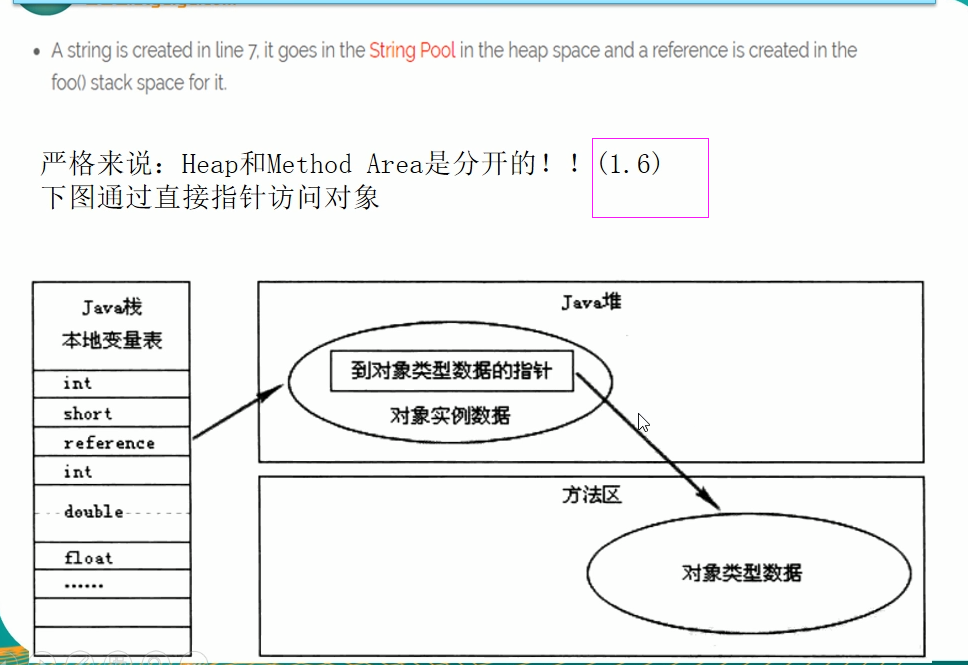 • A string is created in line 7, it goes in the String Pool in the heap space and a reference is created in the
foo() stack space for it.
严格来说：Heap和Method Area是分开的！！(1.6)
下图通过直接指针访问对象
Java栈
本地变量表
int
short
reference
int
double
float
......
Java堆
到对象类型数据的指针
对象实例数据
方法区
对象类型数据